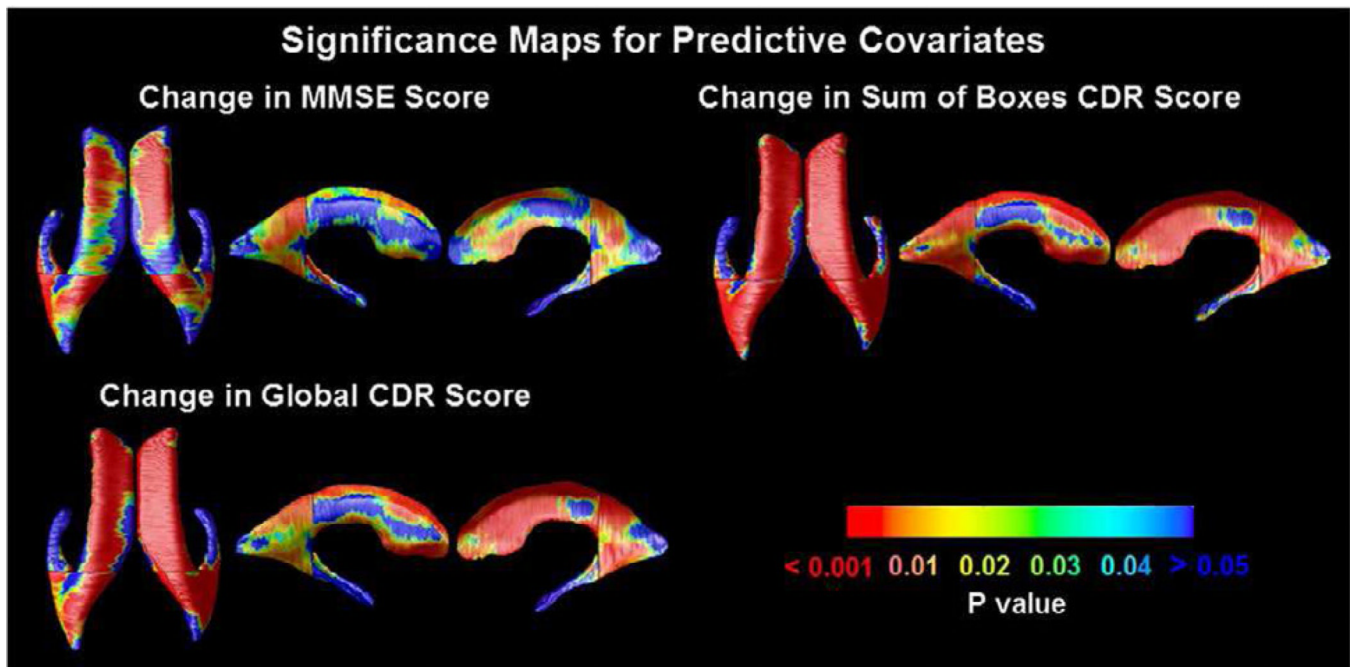 Significance Maps for Predictive Covariates
Change in MMSE Score
Change in Sum of Boxes CDR Score
Change in Global CDR Score
< 0.001 0.01 0.02 0.03 0.04 > 0.05
P value